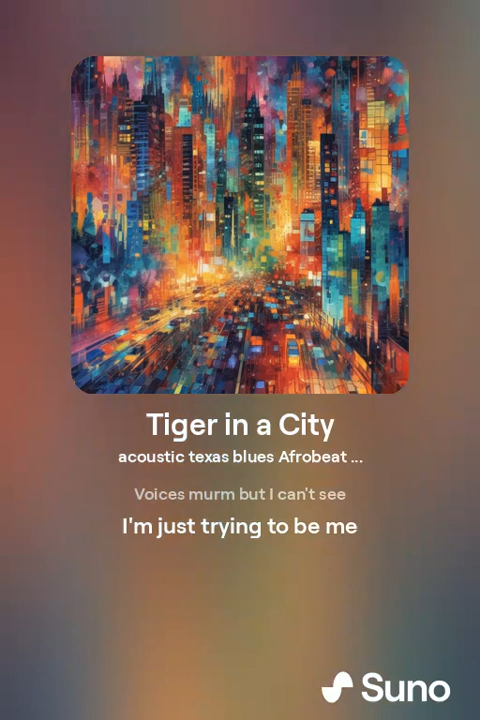 Tiger in a City
acoustic texas blues Afrobeat ...
Voices murm but I can't see
I'm just trying to be me
Suno